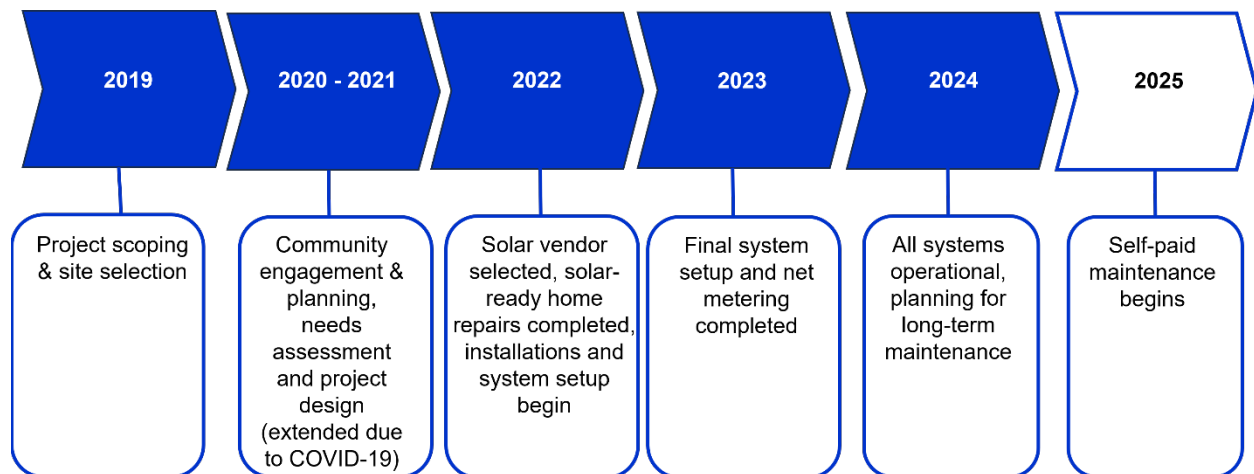 2019
2020 - 2021
2022
2023
2024
2025
Project scoping
& site selection
Community
engagement &
planning,
needs
assessment
and project
design
(extended due
to COVID-19)
Solar vendor
selected, solar-
ready home
repairs completed,
installations and
system setup
begin
Final system
setup and net
metering
completed
All systems
operational,
planning for
long-term
maintenance
Self-paid
maintenance
begins